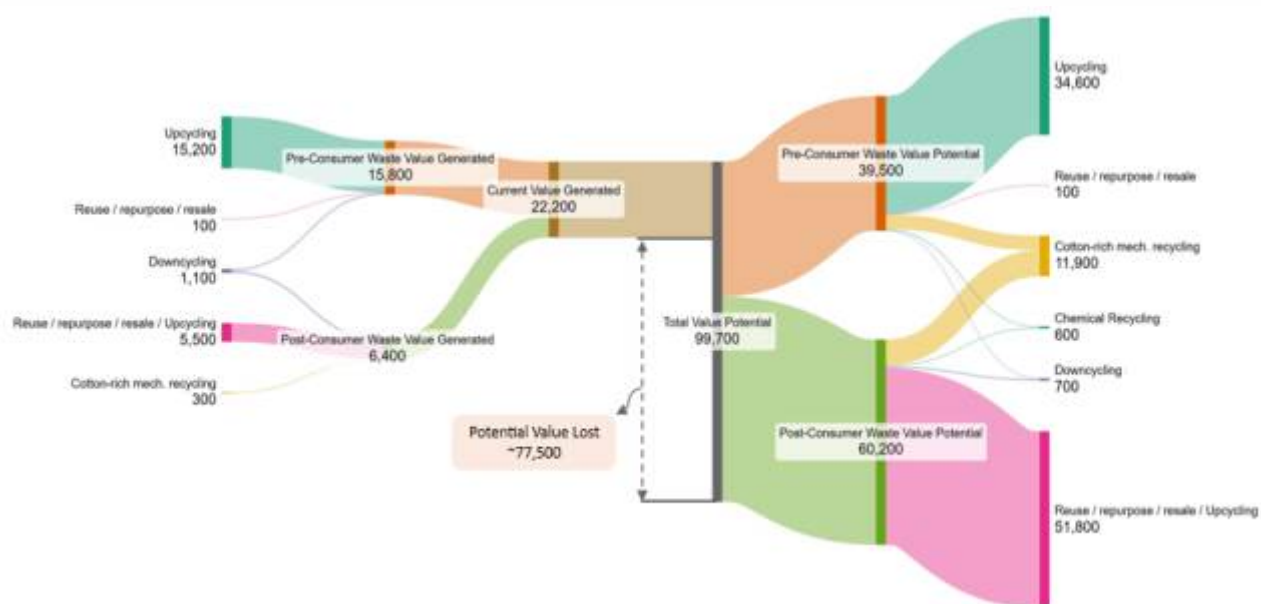 Upcycling
15,200
Reuse / repurpose / resale
100
Downcycling
1,100
Reuse / repurpose / resale / Upcycling
5,500
Cotton-rich mech. recycling
300
Pre-Consumer Waste Value Generated
15,800
Post-Consumer Waste Value Generated
6,400
Current Value Generated
22,200
Potential Value Lost
~77,500
Total Value Potential
99,700
Pre-Consumer Waste Value Potential
39,500
Post-Consumer Waste Value Potential
60,200
Upcycling
34,600
Reuse / repurpose / resale
100
Cotton-rich mech. recycling
11,900
Chemical Recycling
600
Downcycling
700
Reuse / repurpose / resale / Upcycling
51,800